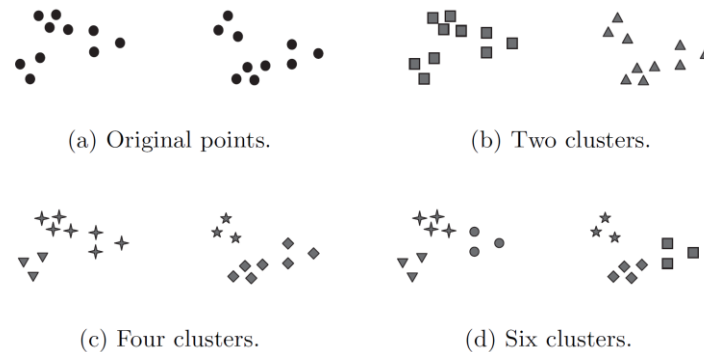 (a) Original points.
(b) Two clusters.
(c) Four clusters.
(d) Six clusters.